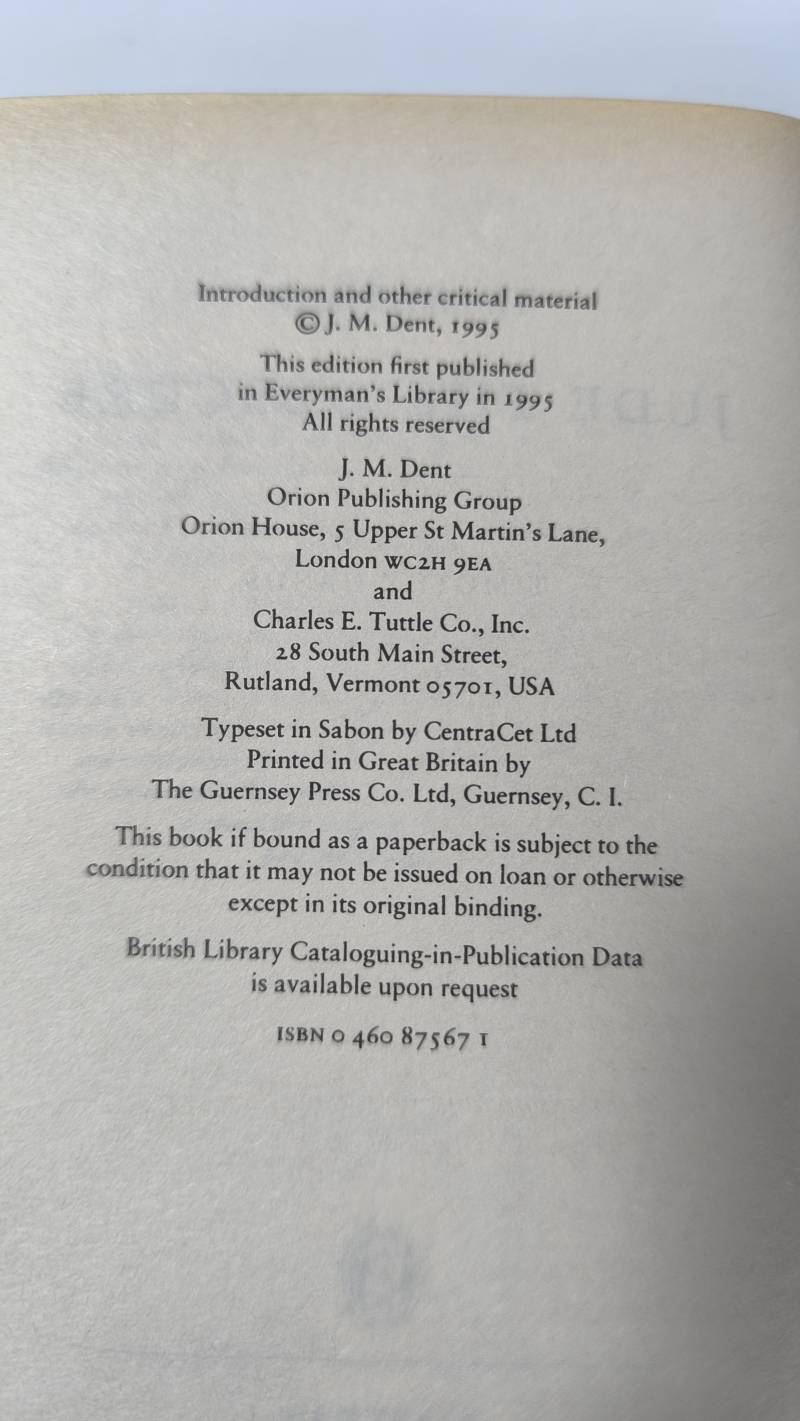 Introduction and other critical material
© J. M. Dent, 1995
This edition first published
in Everyman's Library in 1995
All rights reserved
J. M. Dent
Orion Publishing Group
Orion House, 5 Upper St Martin's Lane,
London WC2H 9EA
and
Charles E. Tuttle Co., Inc.
28 South Main Street,
Rutland, Vermont 05701, USA
Typeset in Sabon by CentraCet Ltd
Printed in Great Britain by
The Guernsey Press Co. Ltd, Guernsey, C. I.
This book if bound as a paperback is subject to the
condition that it may not be issued on loan or otherwise
except in its original binding.
British Library Cataloguing-in-Publication Data
is available upon request
ISBN 0 460 87567 1